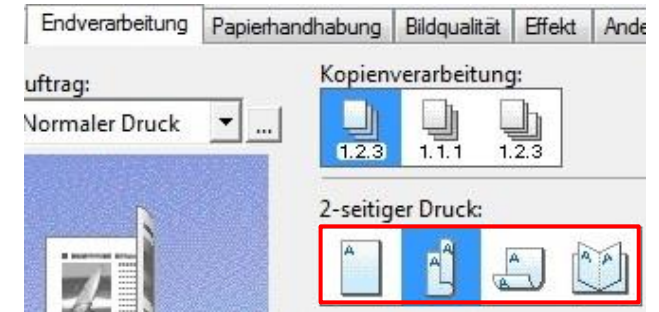 Endverarbeitung Papierhandhabung Bildqualität Effekt Ande
uftrag:
Kopienverarbeitung:
Normaler Druck
...
1.2.3 1.1.1 1.2.3
2-seitiger Druck:
A A A A A A A